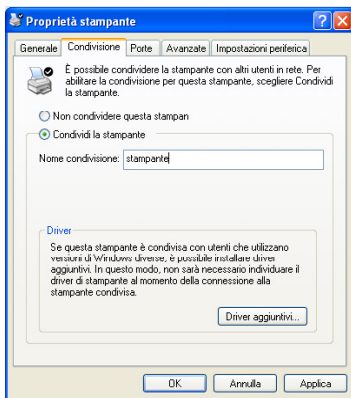 Proprietà stampante
Generale Condivisione Porte Avanzate Impostazioni periferica
È possibile condividere la stampante con altri utenti in rete. Per
abilitare la condivisione per questa stampante, scegliere Condividi
la stampante.
Non condividere questa stampan
Condividi la stampante
Nome condivisione: stampante
Driver
Se questa stampante è condivisa con utenti che utilizzano
versioni di Windows diverse, è possibile installare driver
aggiuntivi. In questo modo, non sarà necessario individuare il
driver di stampante al momento della connessione alla
stampante condivisa.
Driver aggiuntivi...
OK Annulla Applica